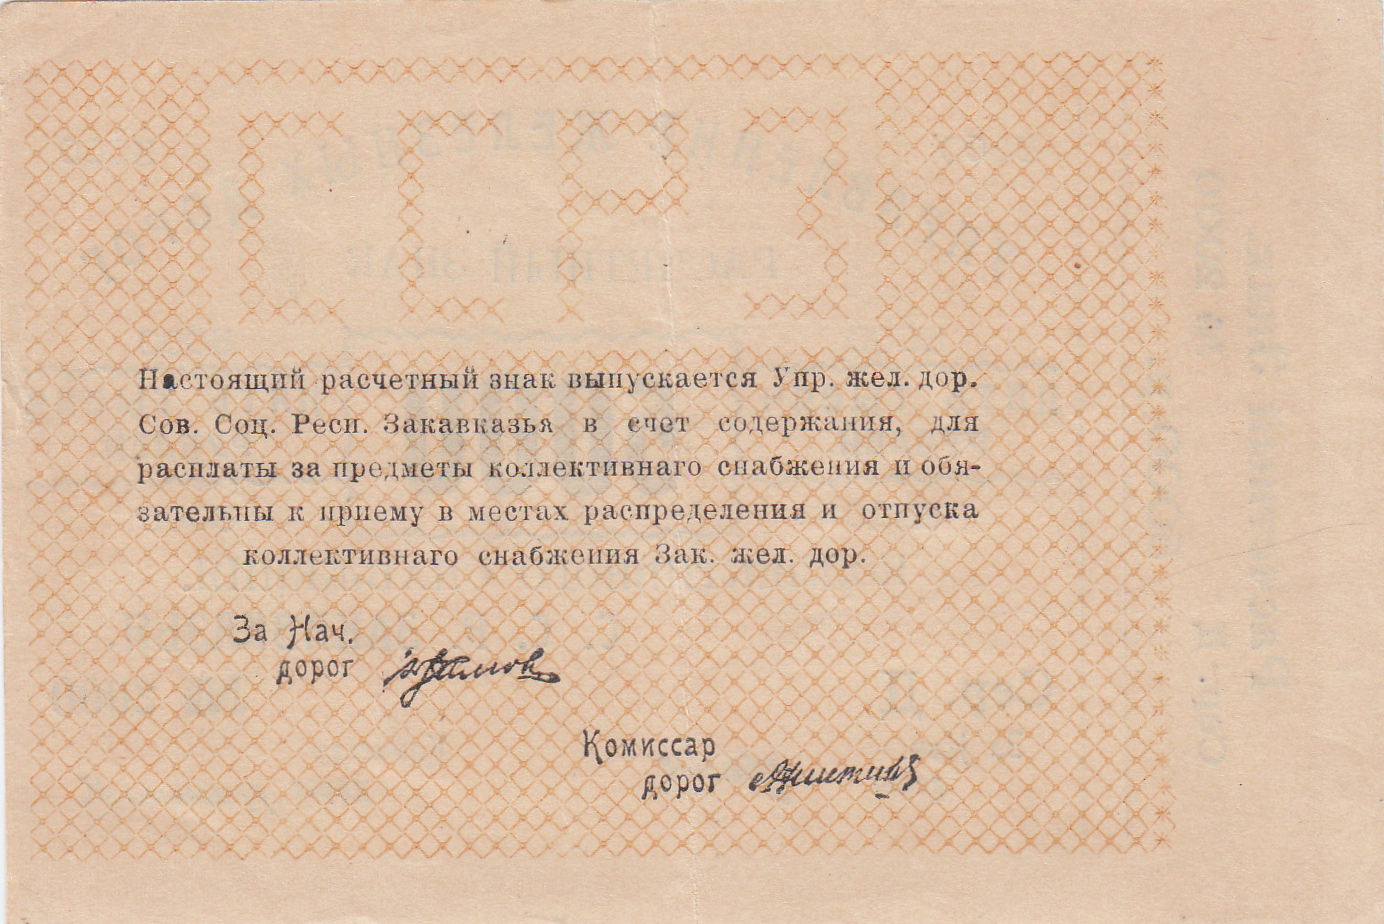 ССРЗ
Настоящий расчетный знак выпускается Упр. жел. дор.
Сов. Соц. Респ. Закавказья в счет содержания, для
расплаты за предметы коллективнаго снабжения и обя-
зательны к приему в местах распределения и отпуска
коллективнаго снабжения Зак. жел. дор.
За Нач.
дорог
Комиссар
дорог